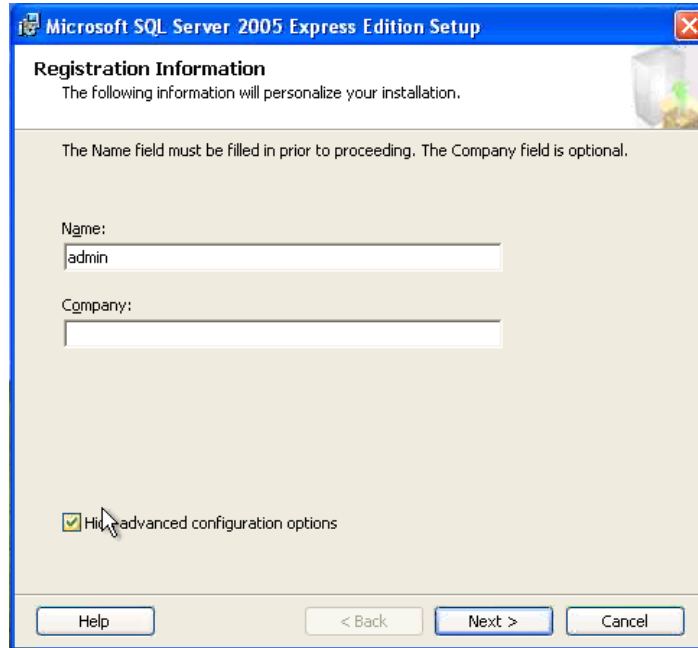 Microsoft SQL Server 2005 Express Edition Setup
Registration Information
The following information will personalize your installation.
The Name field must be filled in prior to proceeding. The Company field is optional.
Name:
admin
Company:
advanced configuration options
Help
< Back
Next >
Cancel